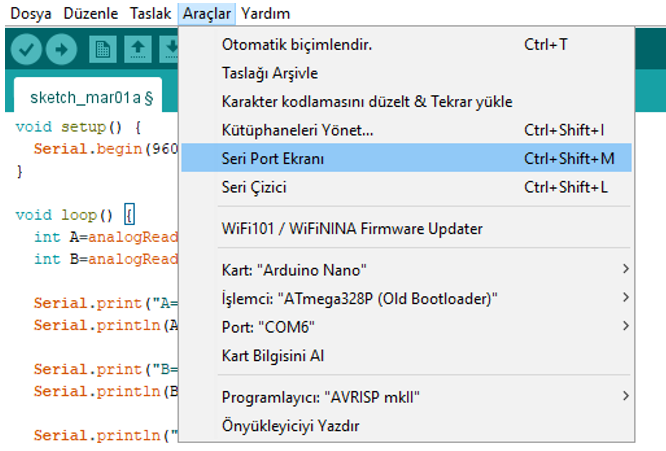 Dosya Düzenle Taslak Araçlar Yardım
Otomatik biçimlendir. Ctrl+T
Taslağı Arşivle
Karakter kodlamasını düzelt & Tekrar yükle
Kütüphaneleri Yönet... Ctrl+Shift+I
Seri Port Ekranı Ctrl+Shift+M
Seri Çizici Ctrl+Shift+L
WiFi101 / WiFiNINA Firmware Updater
Kart: "Arduino Nano"
İşlemci: "ATmega328P (Old Bootloader)"
Port: "COM6"
Kart Bilgisini Al
Programlayıcı: "AVRISP mkII"
Önyükleyiciyi Yazdır
sketch_mar01a §
void setup() {
Serial.begin(960
}
void loop() {
int A=analogRead
int B=analogRead
Serial.print("A=
Serial.println(A
Serial.print("B=
Serial.println(B
Serial.println("